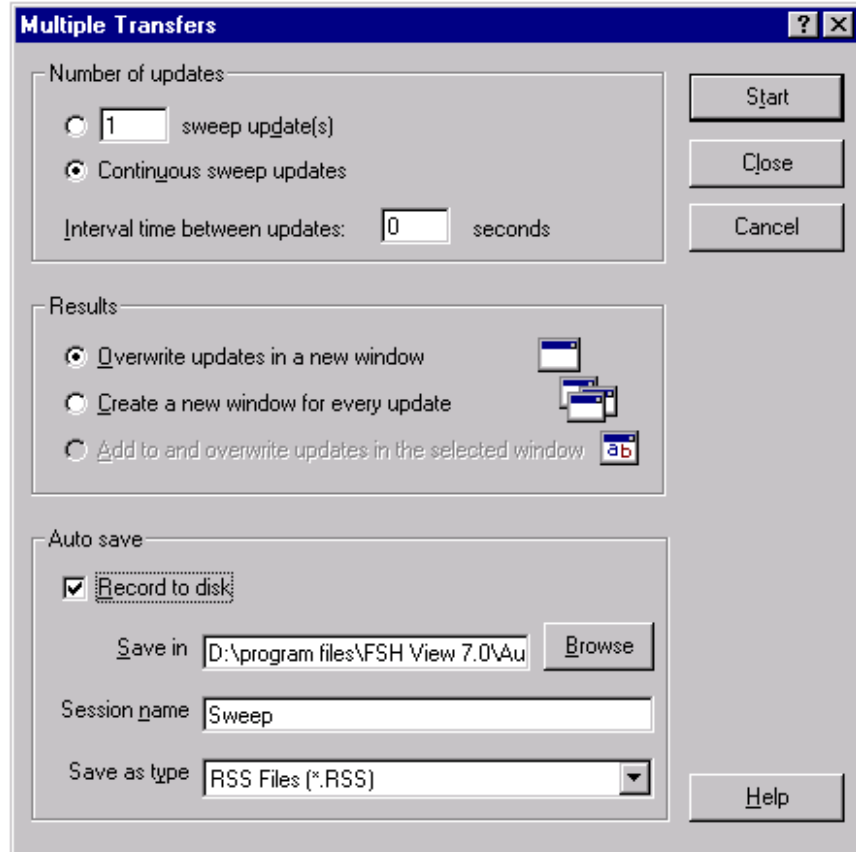 Multiple Transfers
Number of updates
1 sweep update(s)
Continuous sweep updates
Interval time between updates: 0 seconds
Start
Close
Cancel
Results
Overwrite updates in a new window
Create a new window for every update
Add to and overwrite updates in the selected window ab
Auto save
Record to disk
Save in D:\program files\FSH View 7.0\Au Browse
Session name Sweep
Save as type RSS Files (*.RSS)
Help